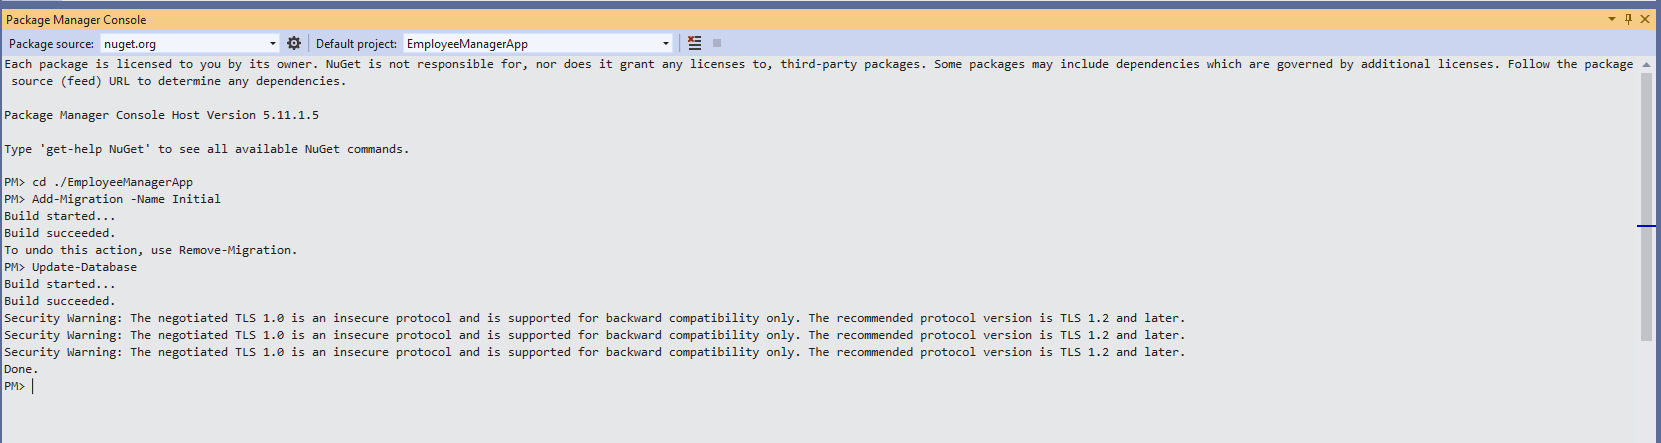 Package Manager Console
Package source: nuget.org Default project: EmployeeManagerApp
Each package is licensed to you by its owner. NuGet is not responsible for, nor does it grant any licenses to, third-party packages. Some packages may include dependencies which are governed by additional licenses. Follow the package
source (feed) URL to determine any dependencies.
Package Manager Console Host Version 5.11.1.5
Type 'get-help NuGet' to see all available NuGet commands.
PM> cd ./EmployeeManagerApp
PM> Add-Migration -Name Initial
Build started...
Build succeeded.
To undo this action, use Remove-Migration.
PM> Update-Database
Build started...
Build succeeded.
Security Warning: The negotiated TLS 1.0 is an insecure protocol and is supported for backward compatibility only. The recommended protocol version is TLS 1.2 and later.
Security Warning: The negotiated TLS 1.0 is an insecure protocol and is supported for backward compatibility only. The recommended protocol version is TLS 1.2 and later.
Security Warning: The negotiated TLS 1.0 is an insecure protocol and is supported for backward compatibility only. The recommended protocol version is TLS 1.2 and later.
Done.
PM>